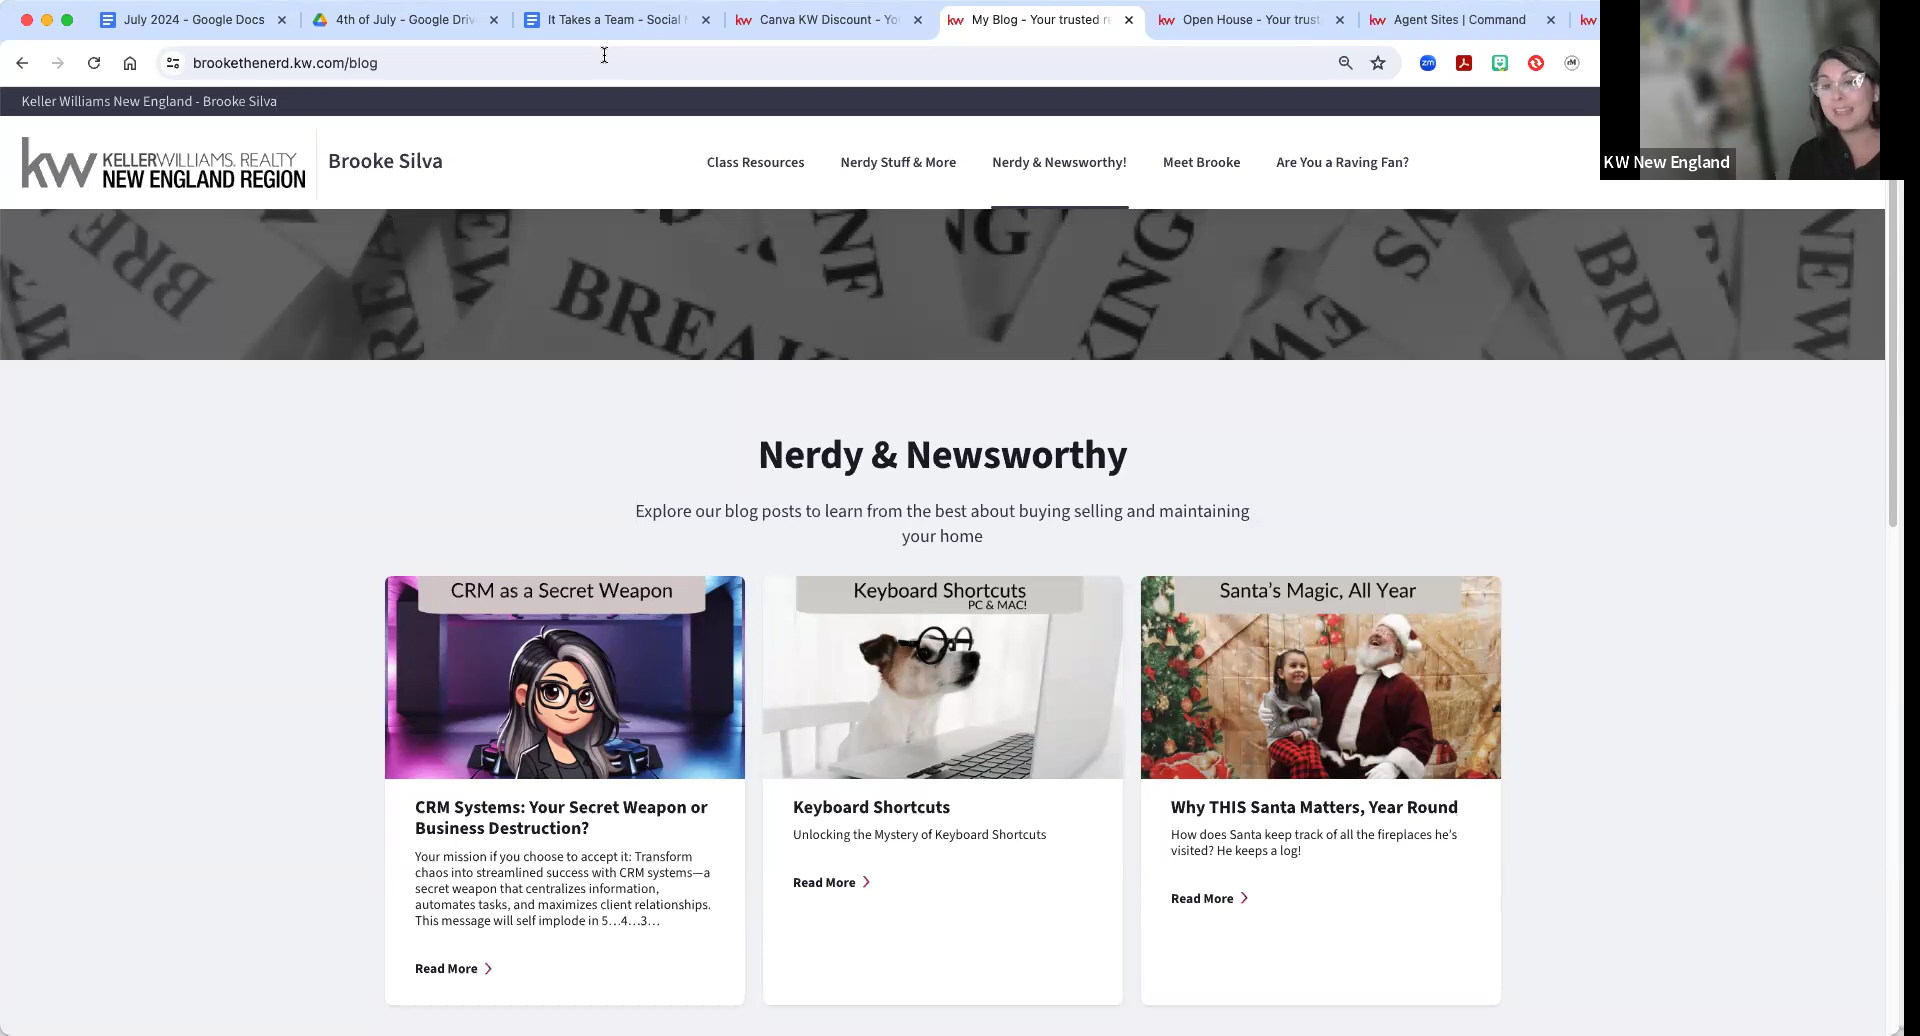 July 2024 - Google Docs
4th of July - Google Driv
It Takes a Team - Social
Canva KW Discount - Yo
My Blog - Your trusted r
Open House - Your trust
Agent Sites | Command
kw
brookethenerd.kw.com/blog
Keller Williams New England - Brooke Silva
kw KELLERWILLIAMS. REALTY
NEW ENGLAND REGION
Brooke Silva
Class Resources
Nerdy Stuff & More
Nerdy & Newsworthy!
Meet Brooke
Are You a Raving Fan?
KW New England
Nerdy & Newsworthy
Explore our blog posts to learn from the best about buying selling and maintaining
your home
CRM as a Secret Weapon
CRM Systems: Your Secret Weapon or
Business Destruction?
Your mission if you choose to accept it: Transform
chaos into streamlined success with CRM systems—a
secret weapon that centralizes information,
automates tasks, and maximizes client relationships.
This message will self implode in 5…4…3…
Read More
Keyboard Shortcuts
PC & MAC!
Keyboard Shortcuts
Unlocking the Mystery of Keyboard Shortcuts
Read More
Santa's Magic, All Year
Why THIS Santa Matters, Year Round
How does Santa keep track of all the fireplaces he's
visited? He keeps a log!
Read More